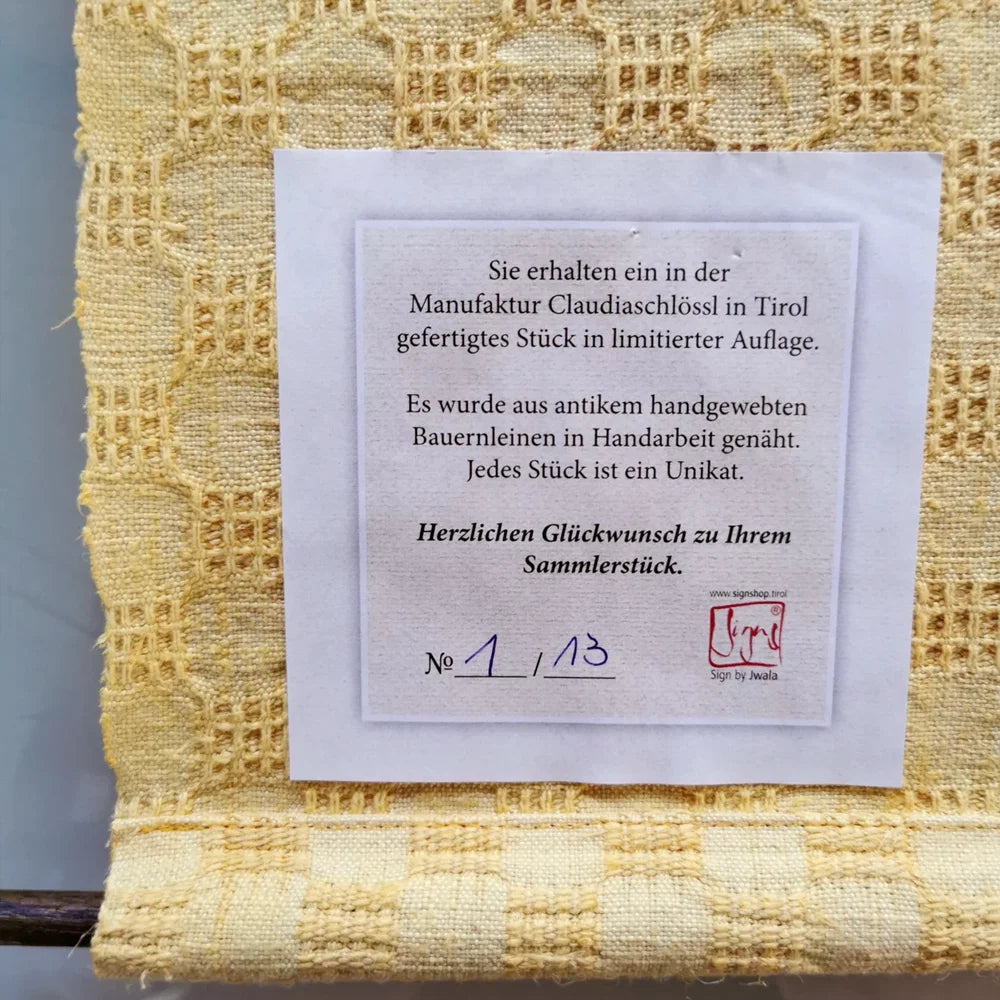 Sie erhalten ein in der
Manufaktur Claudiaschlössl in Tirol
gefertigtes Stück in limitierter Auflage.
Es wurde aus antikem handgewebten
Bauernleinen in Handarbeit genäht.
Jedes Stück ist ein Unikat.
Herzlichen Glückwunsch zu Ihrem
Sammlerstück.
www.signshop.tirol
Signs ®
Sign by Jwala
№ 1 / 13